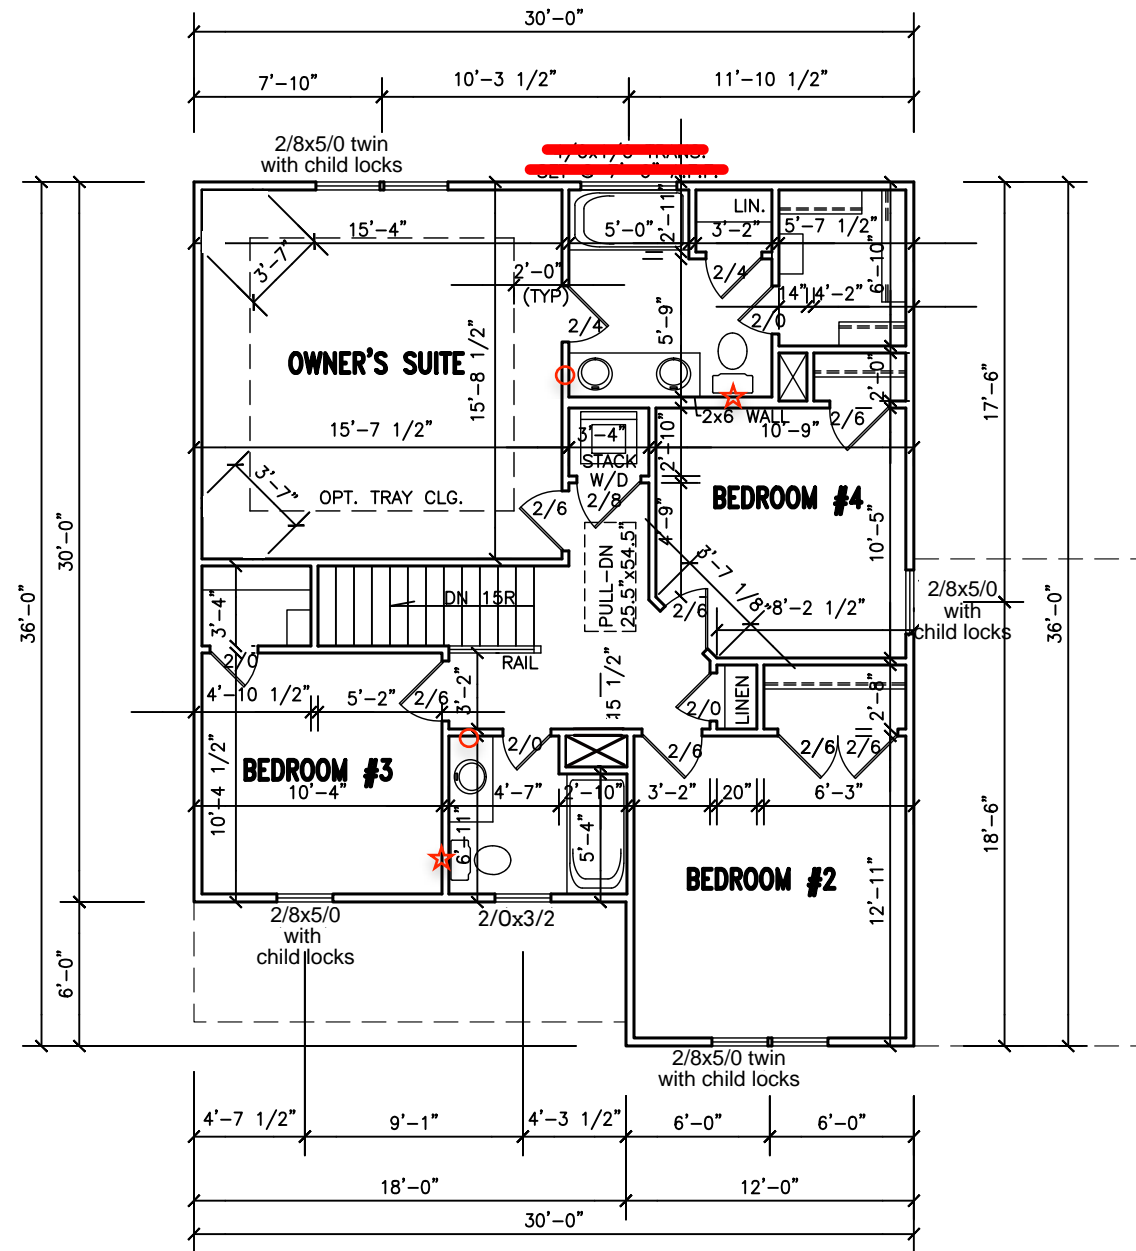 30'-0"
7'-10"
10'-3 1/2"
11'-10 1/2"
2/8x5/0 twin
with child locks
LIN.
15'-4"
5'-0"
2'-11"
3'-2"
5'-7 1/2"
6'-10"
3'-7"
2'-0"
(TYP)
2/4
14"
4'-2"
2/4
2/0
5'-9"
15'-8 1/2"
OWNER'S SUITE
2'-0"
17'-6"
2x6 WALL
2/6
15'-7 1/2"
3'-4"
2'-10"
10'-9"
STACK
W/D
3'-7"
OPT. TRAY CLG.
2/6
2/8
BEDROOM #4
4'-9"
10'-5"
30'-0"
36'-0"
PULL-DN
25.5"x54.5"
3'-7 1/8"
8'-2 1/2"
2/8x5/0
with
child locks
36'-0"
3'-4"
DN 15R
2/6
RAIL
2/0
4'-10 1/2"
5'-2"
2/6
3'-2"
15 1/2"
2/0
LINEN
2'-8"
2/0
2/6
2/6
2/6
BEDROOM #3
10'-4 1/2"
10'-4"
4'-7"
2'-10"
3'-2"
20"
6'-3"
6'-11"
5'-4"
18'-6"
BEDROOM #2
12'-11"
2/8x5/0
with
child locks
2/0x3/2
6'-0"
2/8x5/0 twin
with child locks
4'-7 1/2"
9'-1"
4'-3 1/2"
6'-0"
6'-0"
18'-0"
12'-0"
30'-0"